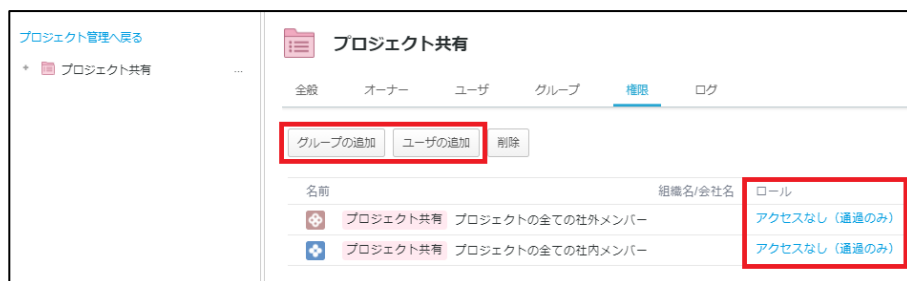 プロジェクト管理へ戻る
プロジェクト共有 …
プロジェクト共有
全般 オーナー ユーザ グループ 権限 ログ
グループの追加 ユーザの追加 削除
名前 組織名/会社名 ロール
プロジェクト共有 プロジェクトの全ての社外メンバー アクセスなし（通過のみ）
プロジェクト共有 プロジェクトの全ての社内メンバー アクセスなし（通過のみ）